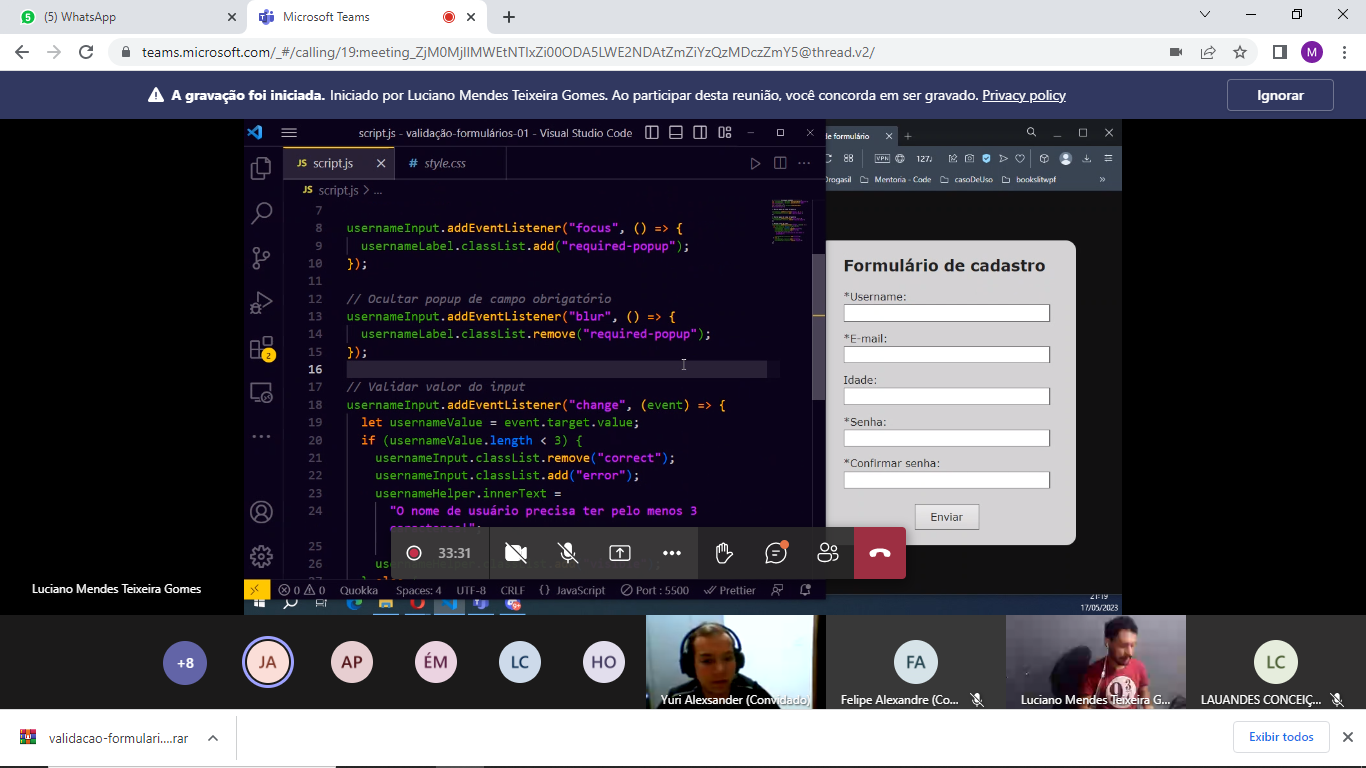 (5) WhatsApp
Microsoft Teams
teams.microsoft.com/_#/calling/19:meeting_ZjM0MjllMWEtNTIxZi00ODA5LWE2NDAtZmZiYzQzMDczZmY5@thread.v2/
M
A gravação foi iniciada. Iniciado por Luciano Mendes Teixeira Gomes. Ao participar desta reunião, você concorda em ser gravado. Privacy policy
Ignorar
script.js - validação-formulários-01 - Visual Studio Code
JS script.js
# style.css
JS script.js > ...
7
8 usernameInput.addEventListener("focus", () => {
9 usernameLabel.classList.add("required-popup");
10 });
11
12 // Ocultar popup de campo obrigatório
13 usernameInput.addEventListener("blur", () => {
14 usernameLabel.classList.remove("required-popup");
15 });
16
17 // Validar valor do input
18 usernameInput.addEventListener("change", (event) => {
19 let usernameValue = event.target.value;
20 if (usernameValue.length < 3) {
21 usernameInput.classList.remove("correct");
22 usernameInput.classList.add("error");
23 usernameHelper.innerText =
24 "O nome de usuário precisa ter pelo menos 3
25
26
2
0 0 Quokka Spaces: 4 UTF-8 CRLF {} JavaScript Port : 5500 Prettier
de formulário
VPN 127.
Drogasil Mentoria - Code casoDeUso bookslitwpf »
Formulário de cadastro
*Username:
*E-mail:
Idade:
*Senha:
*Confirmar senha:
Enviar
33:31
21:19
17/05/2023
Luciano Mendes Teixeira Gomes
+8
JA
AP
ÉM
LC
HO
Yuri Alexsander (Convidado)
FA
Felipe Alexandre (Co...
Luciano Mendes Teixeira G...
LC
LAUANDES CONCEIÇ...
validacao-formulari....rar
Exibir todos